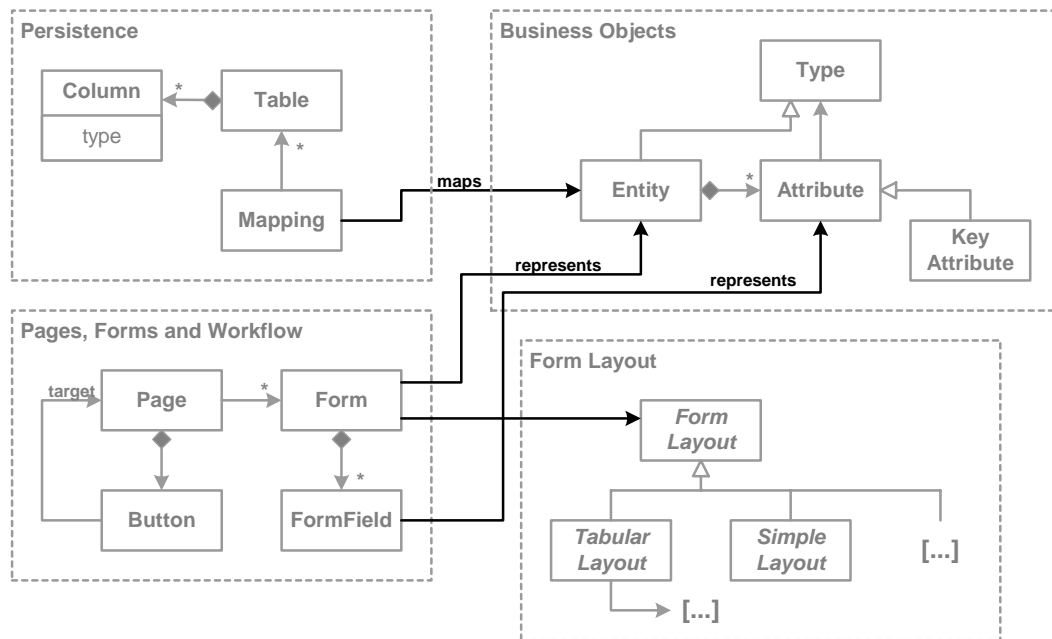 Persistence
Column
type
*
Table
*
Mapping
maps
Business Objects
Type
Entity
*
Attribute
Key
Attribute
represents
represents
Pages, Forms and Workflow
target
Page
*
Form
Button
*
FormField
Form Layout
Form
Layout
Tabular
Layout
Simple
Layout
[...]
[...]